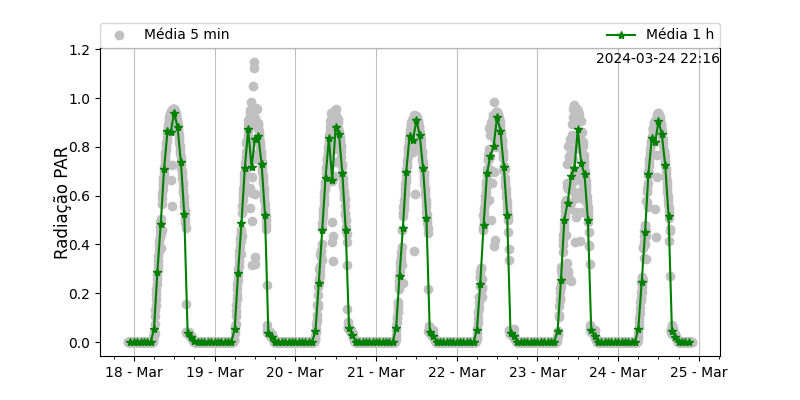 Média 5 min
Média 1 h
2024-03-24 22:16
Radiação PAR
1.2
1.0
0.8
0.6
0.4
0.2
0.0
18 - Mar 19 - Mar 20 - Mar 21 - Mar 22 - Mar 23 - Mar 24 - Mar 25 - Mar